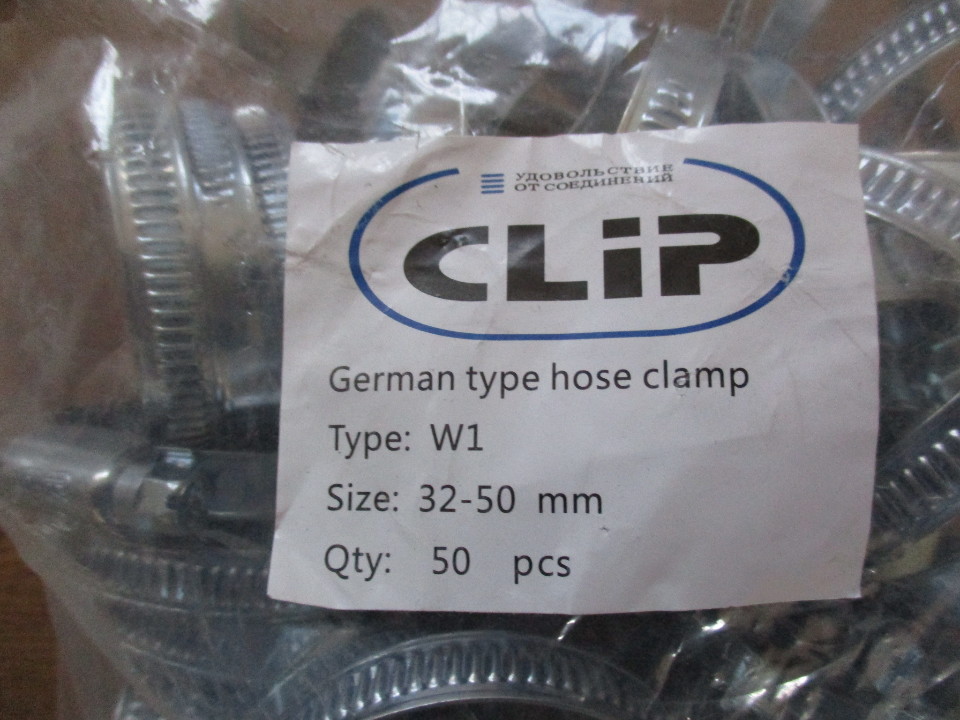 УДОВОЛЬСТВИЕ
ОТ СОЕДИНЕНИЙ
CLiP
German type hose clamp
Type: W1
Size: 32-50 mm
Qty: 50 pcs